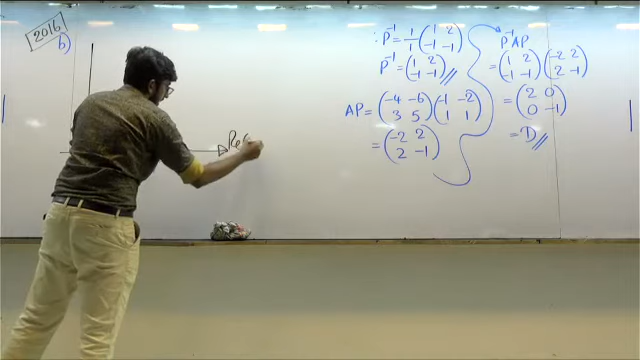 2016
b)
Re(
: P⁻¹ = 1/1 (1 2
-1 -1)
P⁻¹ = (1 2
-1 -1)
AP = (-4 -6
3 5) (-1 -2
1 1)
= (-2 2
2 -1)
P⁻¹AP
= (1 2
-1 -1) (-2 2
2 -1)
= (2 0
0 -1)
= D